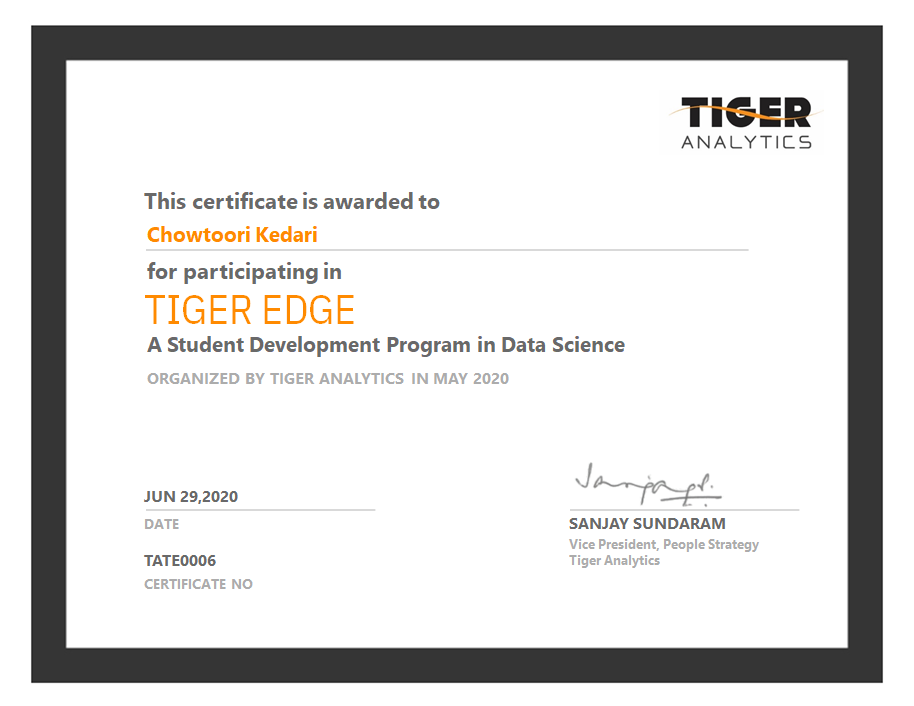 TIGER
ANALYTICS
This certificate is awarded to
Chowtoori Kedari
for participating in
TIGER EDGE
A Student Development Program in Data Science
ORGANIZED BY TIGER ANALYTICS IN MAY 2020
JUN 29,2020
DATE
TATE0006
CERTIFICATE NO
SANJAY SUNDARAM
Vice President, People Strategy
Tiger Analytics